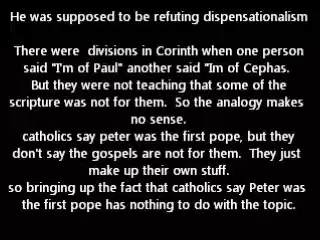 He was supposed to be refuting dispensationalism
There were divisions in Corinth when one person
said "I'm of Paul" another said "Im of Cephas.
But they were not teaching that some of the
scripture was not for them. So the analogy makes
no sense.
catholics say peter was the first pope, but they
don't say the gospels are not for them. They just
make up their own stuff.
so bringing up the fact that catholics say Peter was
the first pope has nothing to do with the topic.